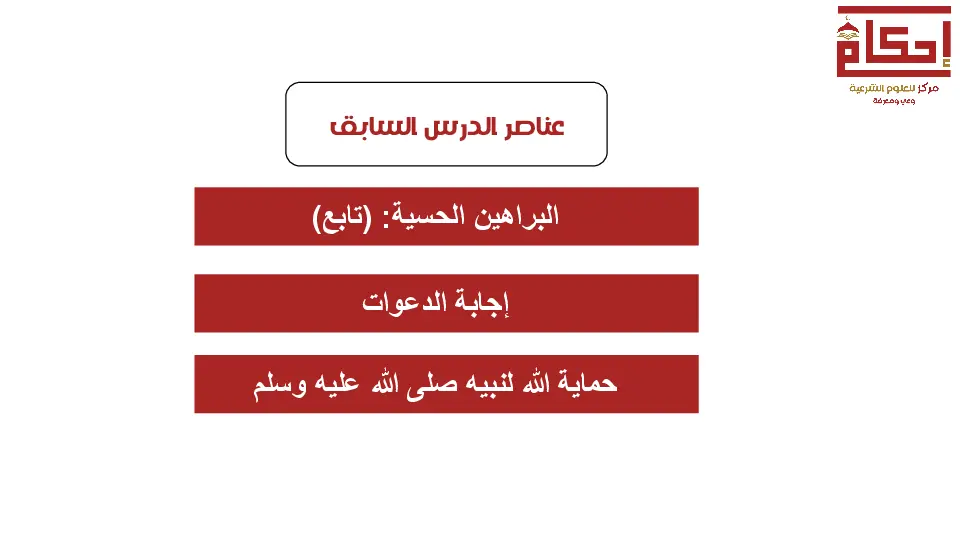 إحكام
مركز للعلوم الشرعية
وعي ومعرفة
عناصر الدرس السابق
البراهين الحسية: (تابع)
إجابة الدعوات
حماية الله لنبيه صلى الله عليه وسلم